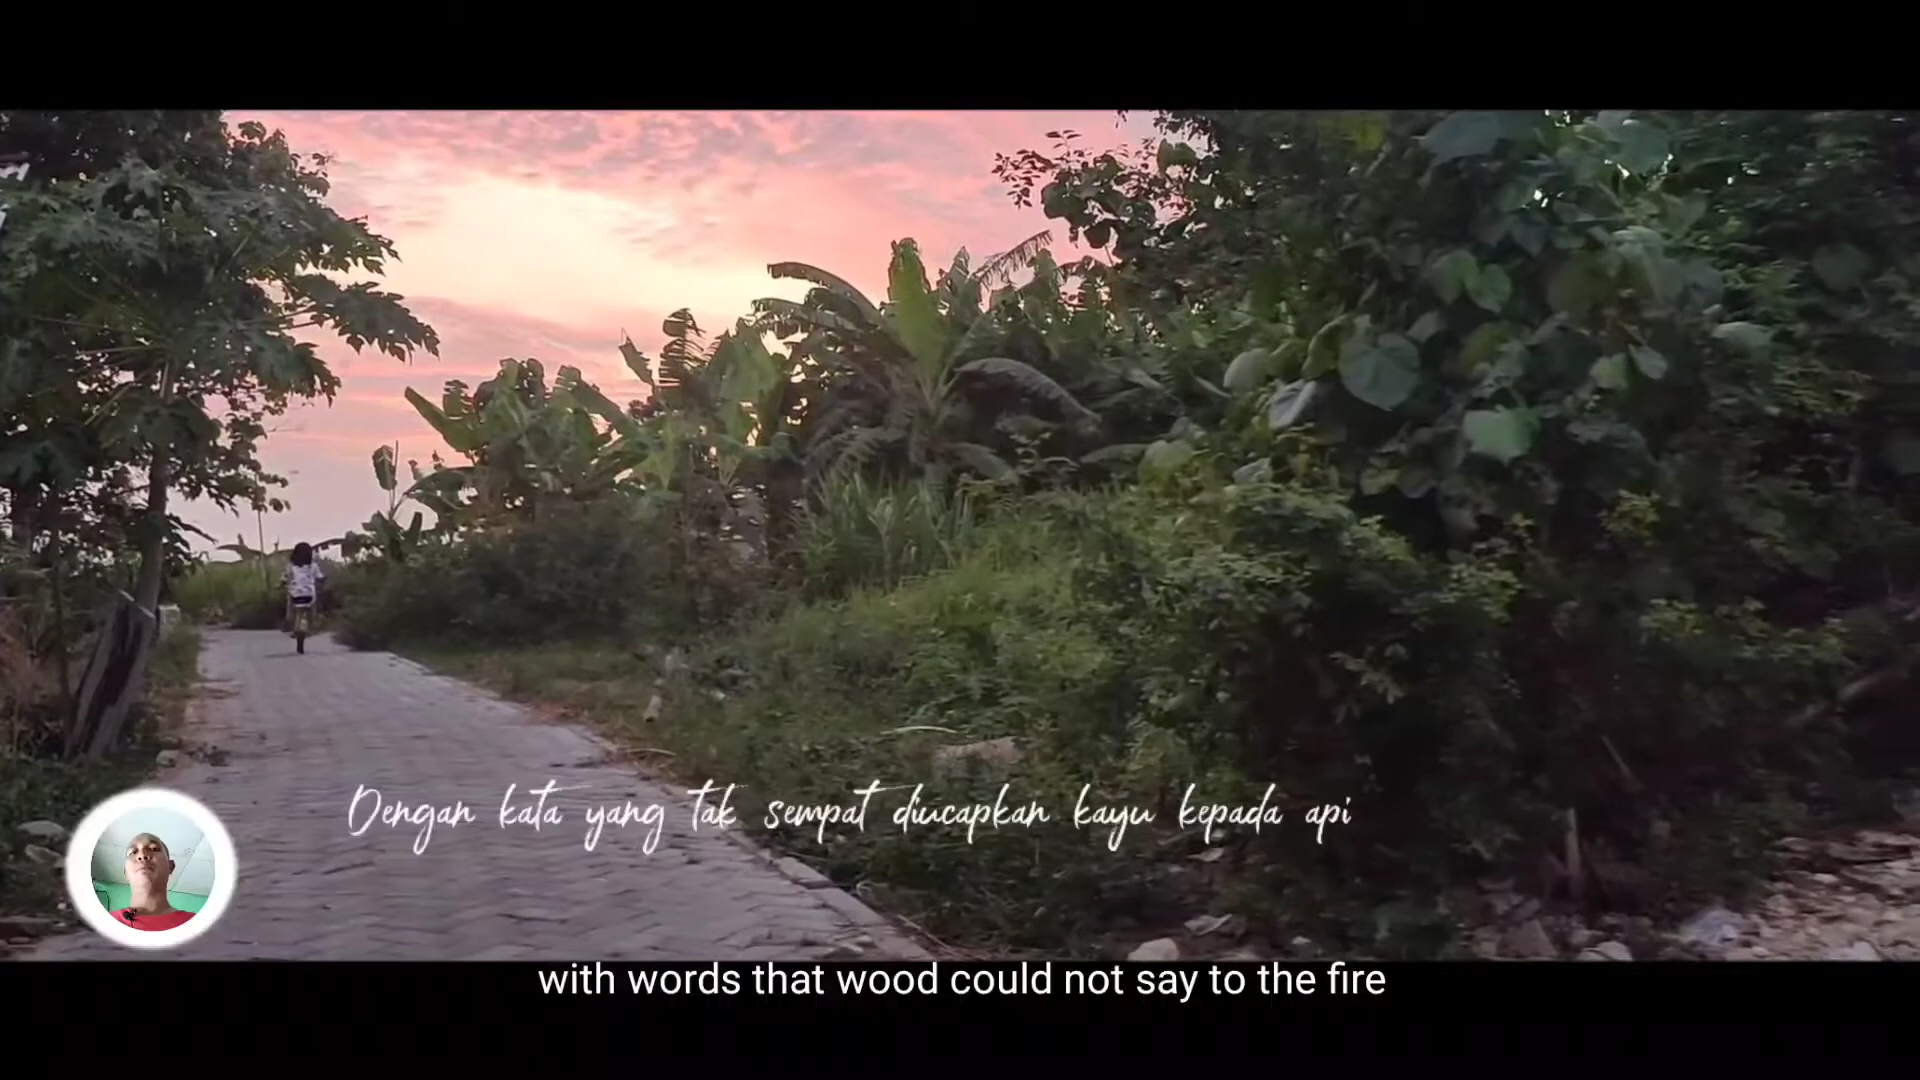 Dengan kata yang tak sempat diucapkan kayu kepada api
with words that wood could not say to the fire